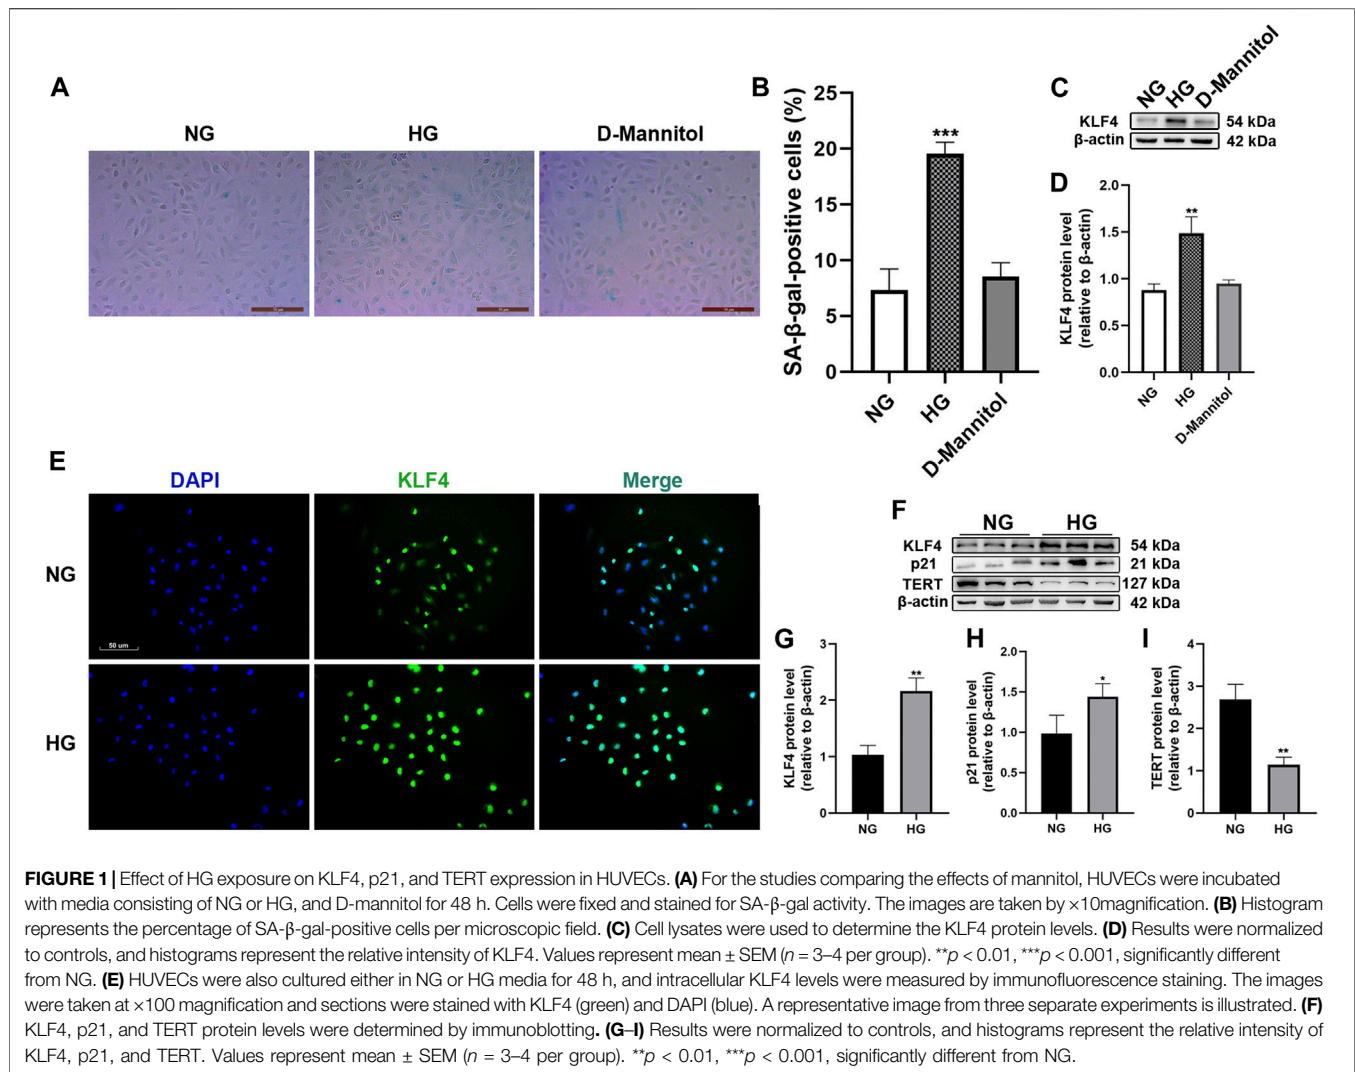 A
NG
HG
D-Mannitol
B
SA-β-gal-positive cells (%)
25
20
15
10
5
0
***
NG
HG
D-Mannitol
C
NG
HG
D-Mannitol
KLF4
54 kDa
β-actin
42 kDa
D
KLF4 protein level
(relative to β-actin)
2.0
1.5
1.0
0.5
0.0
**
NG
HG
D-Mannitol
E
DAPI
KLF4
Merge
NG
50 um
HG
F
NG
HG
KLF4
54 kDa
p21
21 kDa
TERT
127 kDa
β-actin
42 kDa
G
KLF4 protein level
(relative to β-actin)
3
2
1
0
**
NG
HG
H
p21 protein level
(relative to β-actin)
2.0
1.5
1.0
0.5
0.0
*
NG
HG
I
TERT protein level
(relative to β-actin)
4
3
2
1
0
**
NG
HG
FIGURE 1 | Effect of HG exposure on KLF4, p21, and TERT expression in HUVECs. (A) For the studies comparing the effects of mannitol, HUVECs were incubated
with media consisting of NG or HG, and D-mannitol for 48 h. Cells were fixed and stained for SA-β-gal activity. The images are taken by ×10magnification. (B) Histogram
represents the percentage of SA-β-gal-positive cells per microscopic field. (C) Cell lysates were used to determine the KLF4 protein levels. (D) Results were normalized
to controls, and histograms represent the relative intensity of KLF4. Values represent mean ± SEM (n = 3–4 per group). **p < 0.01, ***p < 0.001, significantly different
from NG. (E) HUVECs were also cultured either in NG or HG media for 48 h, and intracellular KLF4 levels were measured by immunofluorescence staining. The images
were taken at ×100 magnification and sections were stained with KLF4 (green) and DAPI (blue). A representative image from three separate experiments is illustrated. (F)
KLF4, p21, and TERT protein levels were determined by immunoblotting. (G–I) Results were normalized to controls, and histograms represent the relative intensity of
KLF4, p21, and TERT. Values represent mean ± SEM (n = 3–4 per group). **p < 0.01, ***p < 0.001, significantly different from NG.